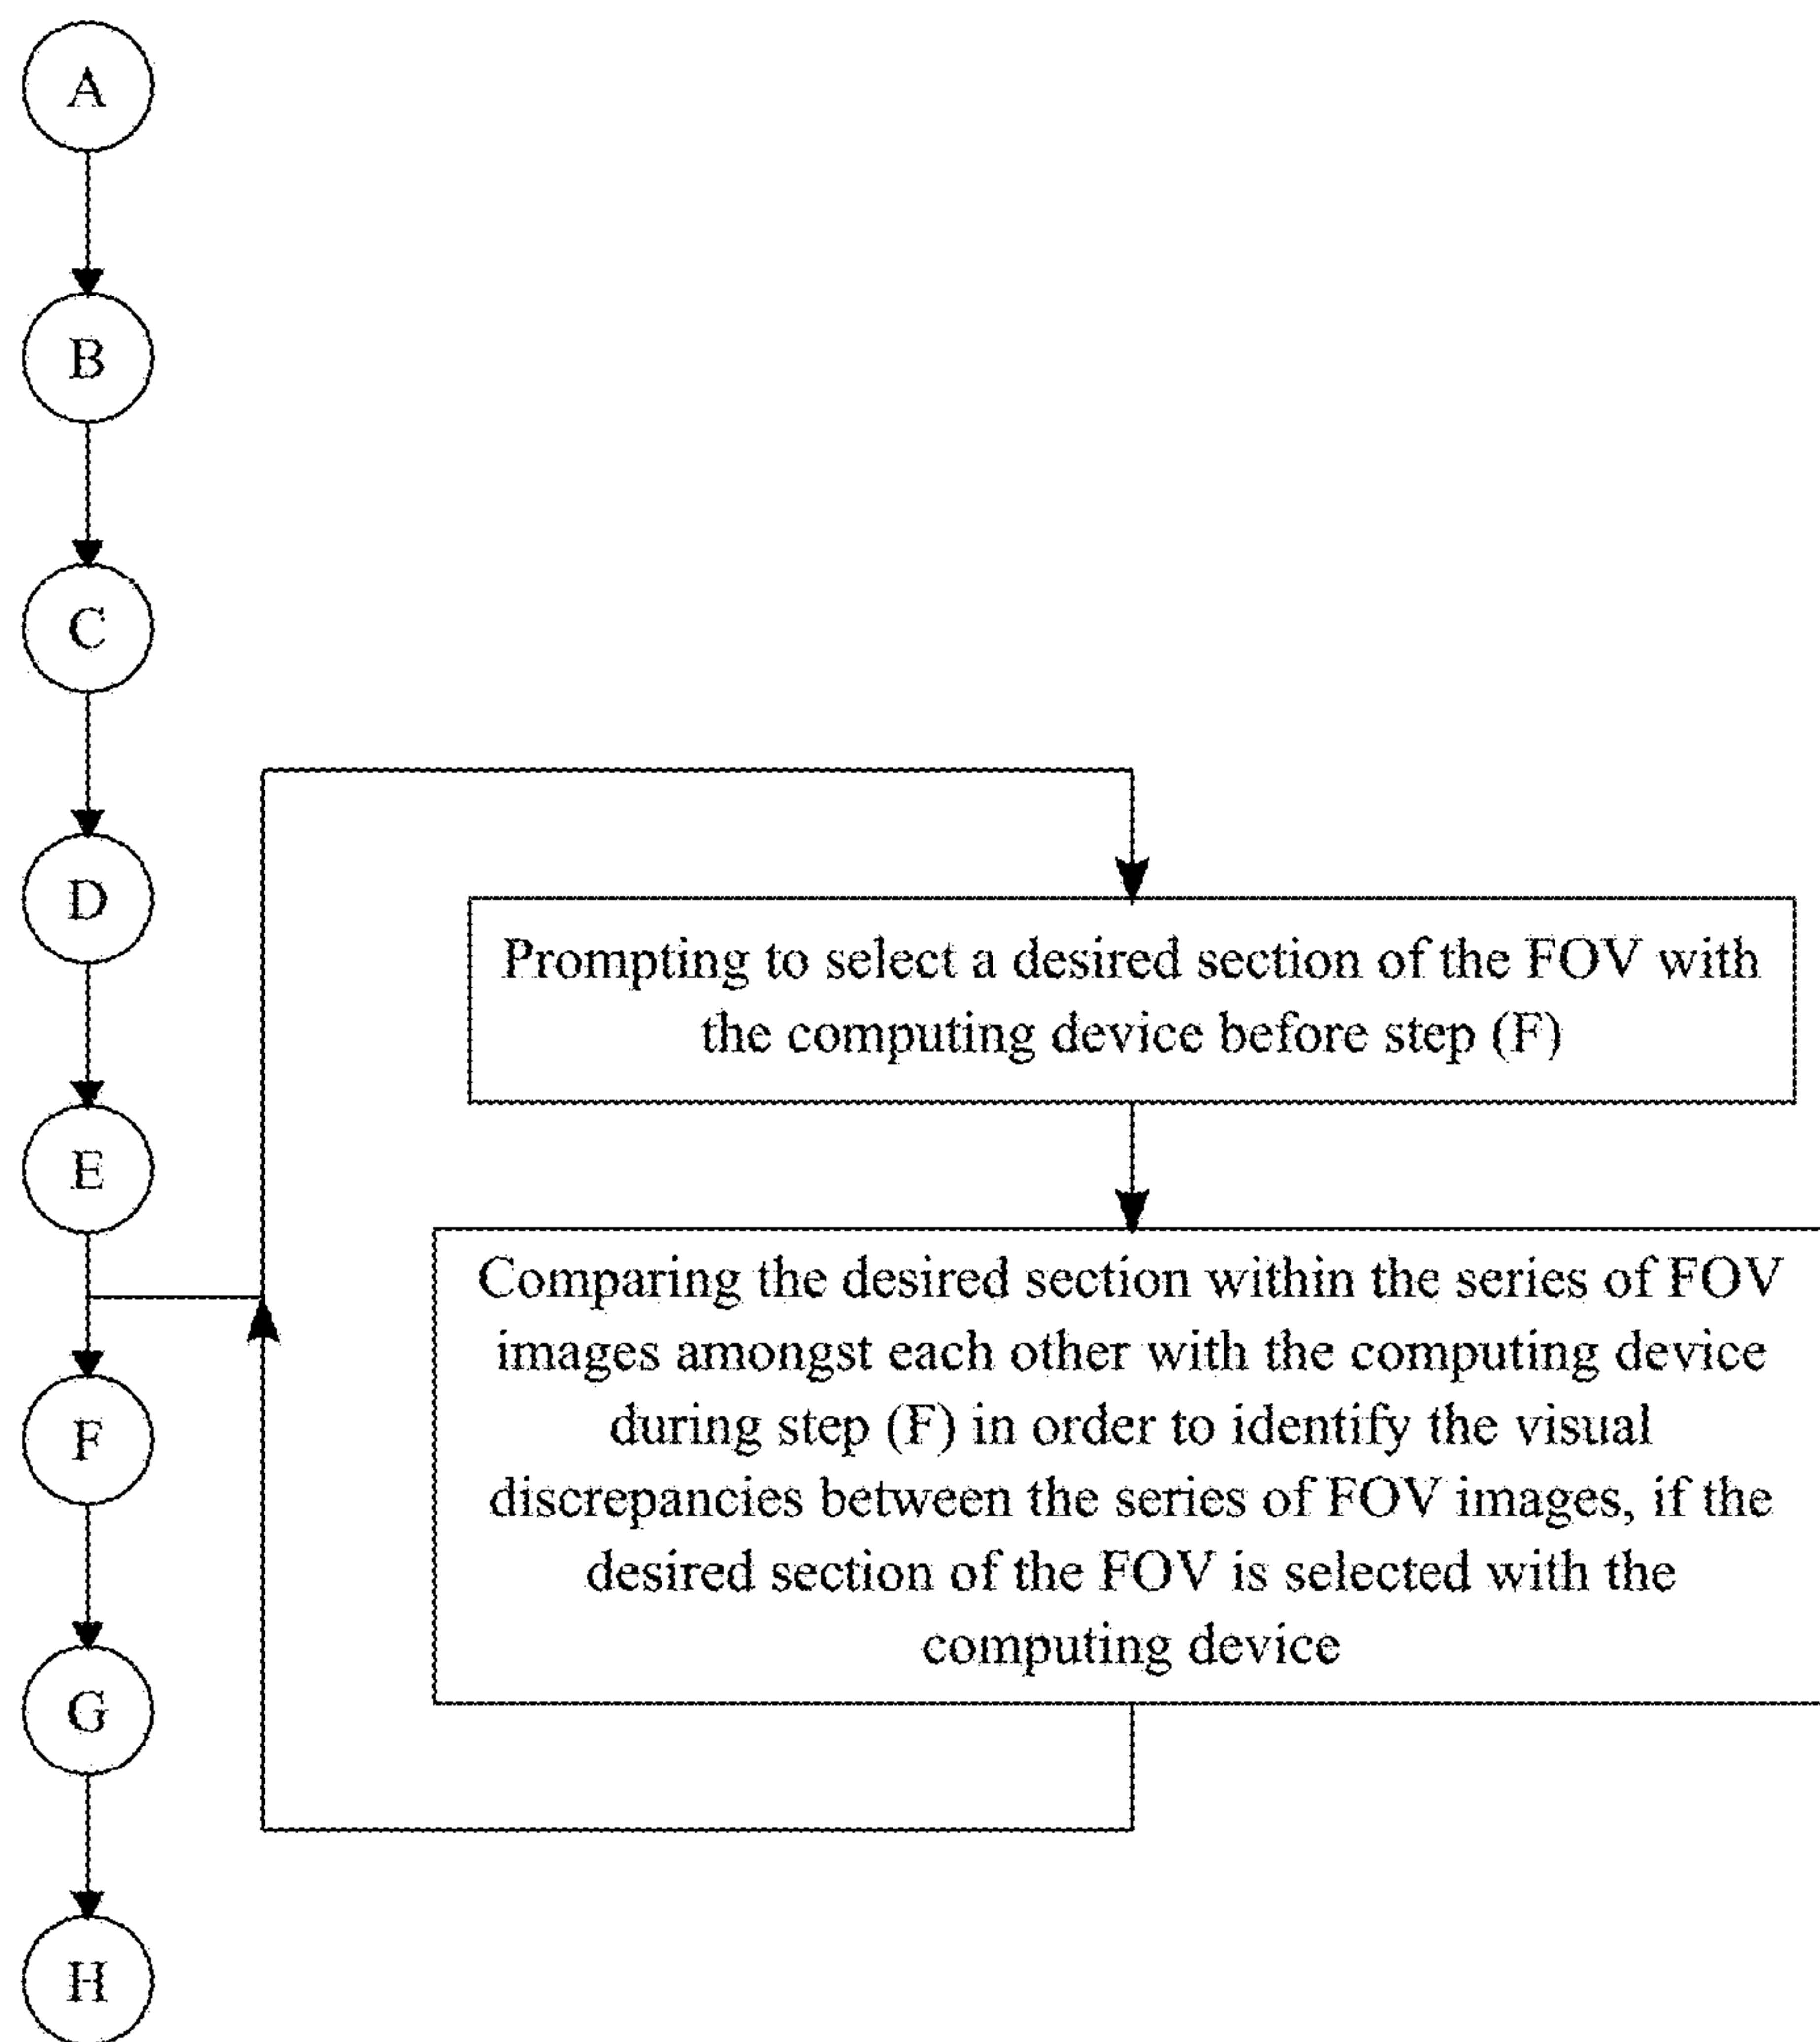 A
B
C
D
Prompting to select a desired section of the FOV with
the computing device before step (F)
E
Comparing the desired section within the series of FOV
images amongst each other with the computing device
during step (F) in order to identify the visual
discrepancies between the series of FOV images, if the
desired section of the FOV is selected with the
computing device
F
G
H